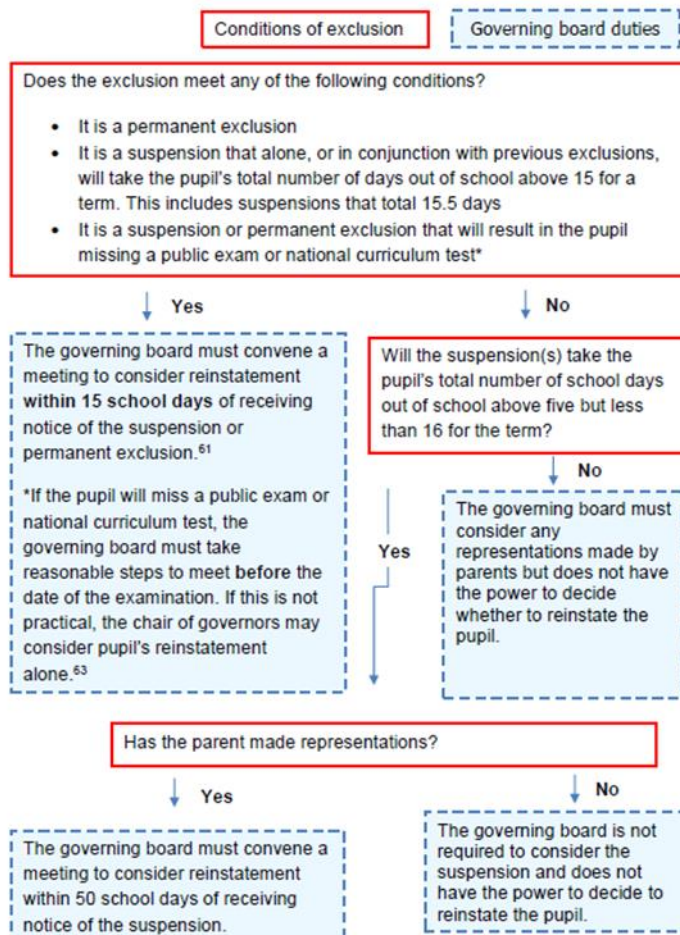 Conditions of exclusion
Governing board duties
Does the exclusion meet any of the following conditions?
• It is a permanent exclusion
• It is a suspension that alone, or in conjunction with previous exclusions,
will take the pupil's total number of days out of school above 15 for a
term. This includes suspensions that total 15.5 days
• It is a suspension or permanent exclusion that will result in the pupil
missing a public exam or national curriculum test*
Yes
No
The governing board must convene a
meeting to consider reinstatement
within 15 school days of receiving
notice of the suspension or
permanent exclusion.61
*If the pupil will miss a public exam or
national curriculum test, the
governing board must take
reasonable steps to meet before the
date of the examination. If this is not
practical, the chair of governors may
consider pupil's reinstatement
alone.63
Will the suspension(s) take the
pupil's total number of school days
out of school above five but less
than 16 for the term?
Yes
No
The governing board must
consider any
representations made by
parents but does not have
the power to decide
whether to reinstate the
pupil.
Has the parent made representations?
Yes
No
The governing board must convene a
meeting to consider reinstatement
within 50 school days of receiving
notice of the suspension.
The governing board is not
required to consider the
suspension and does not
have the power to decide to
reinstate the pupil.